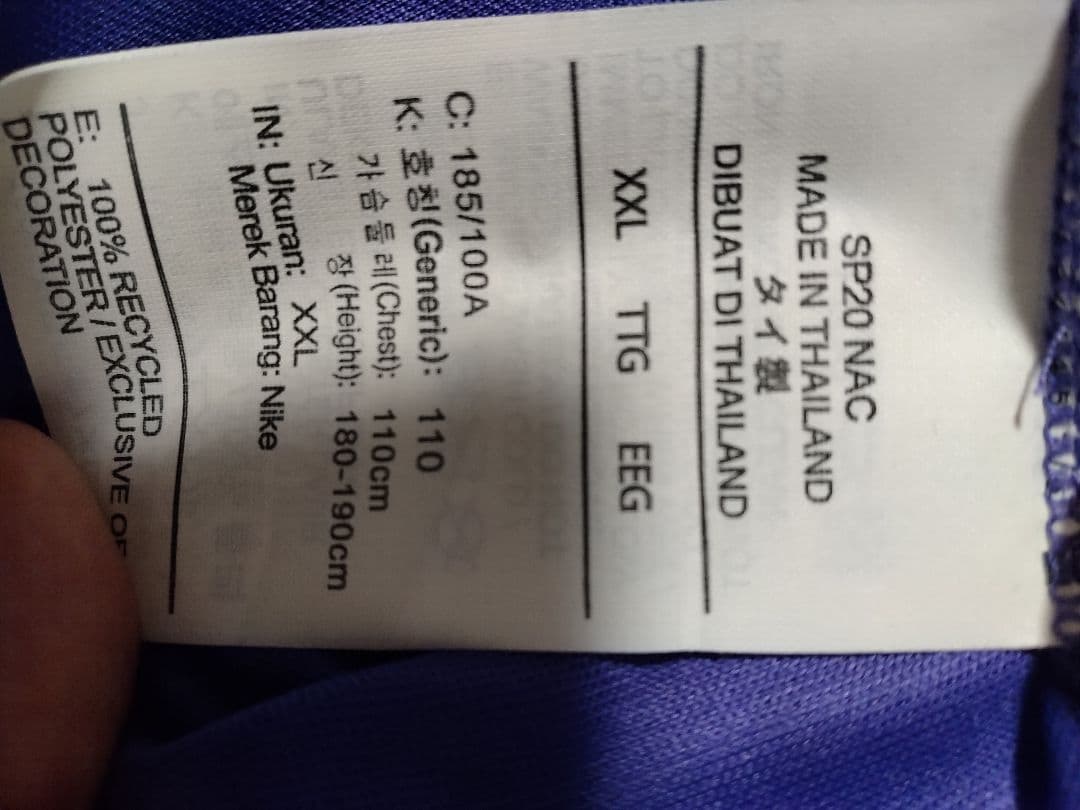 SP20 NAC
MADE IN THAILAND
タイ製
DIBUAT DI THAILAND
XXL TTG EEG
C: 185/100A
K: 호칭(Generic): 110
가슴둘레(Chest): 110cm
신 장(Height): 180-190cm
IN: Ukuran: XXL
Merek Barang: Nike
E: 100% RECYCLED
POLYESTER / EXCLUSIVE OF
DECORATION